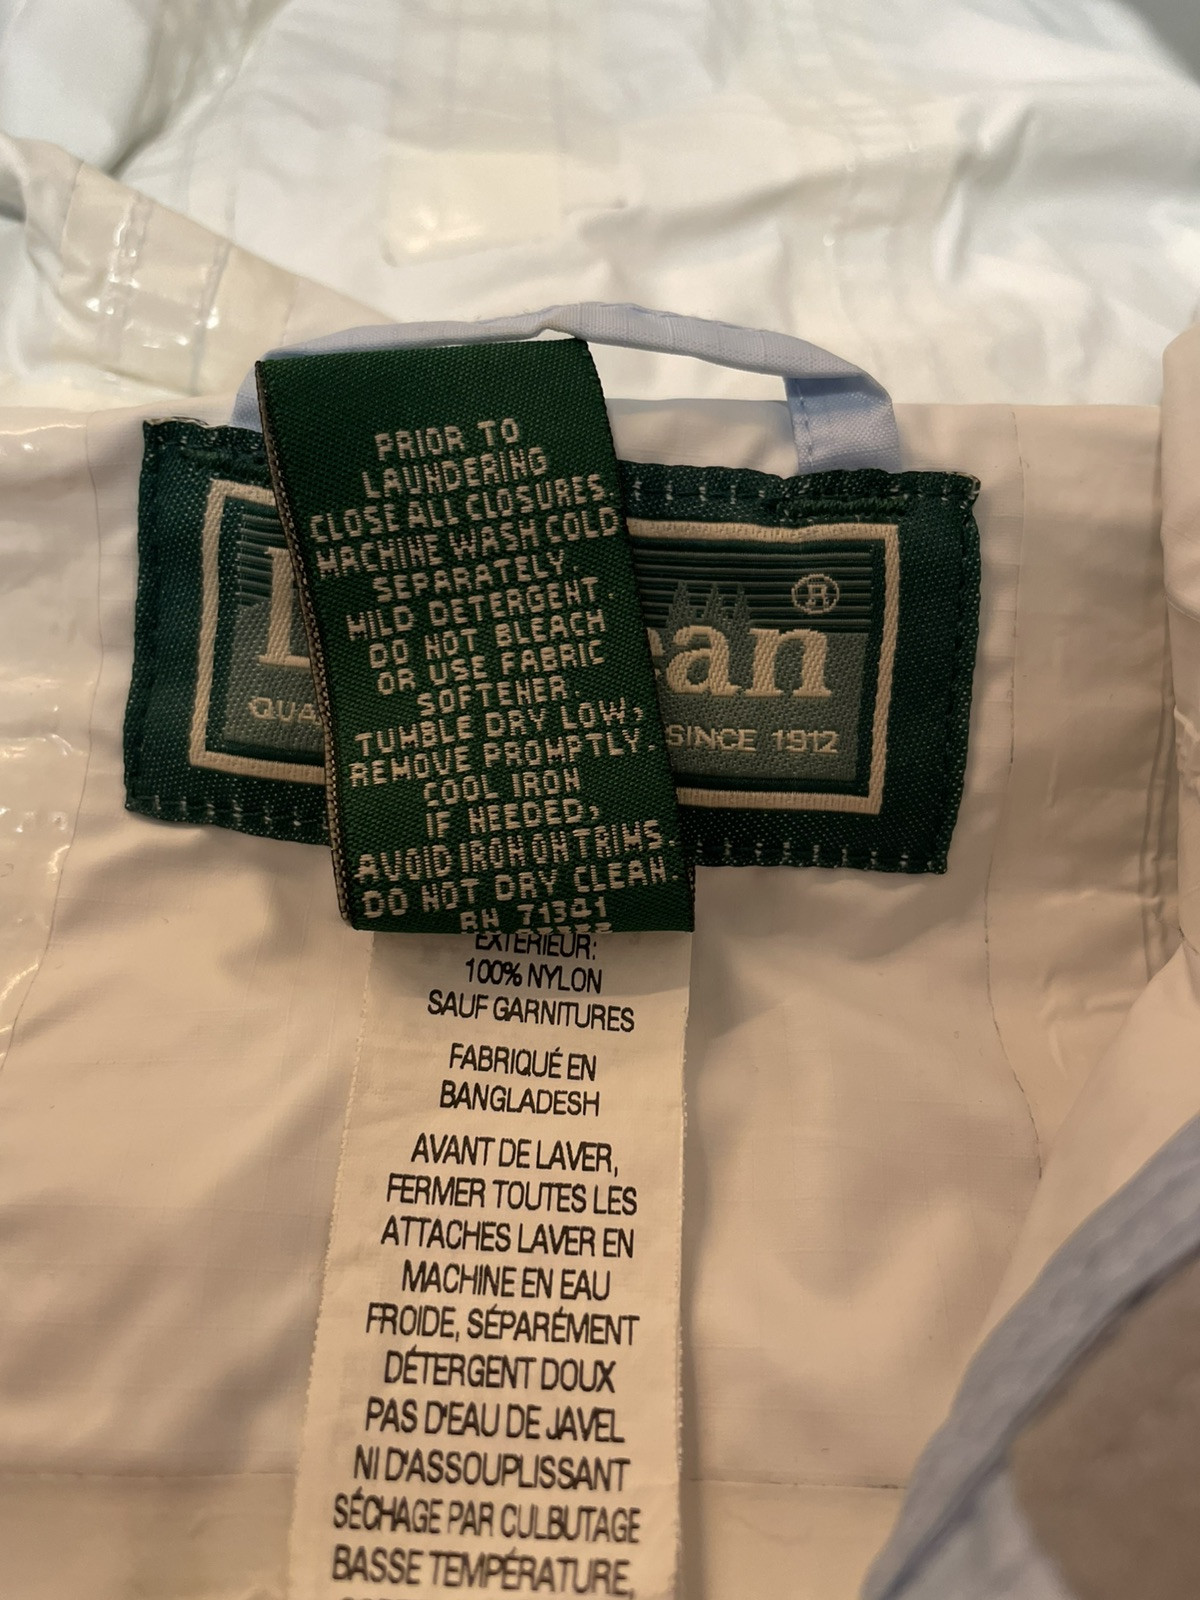 PRIOR TO
LAUNDERING
CLOSE ALL CLOSURES.
MACHINE WASH COLD
SEPARATELY.
MILD DETERGENT.
DO NOT BLEACH
OR USE FABRIC
SOFTENER.
TUMBLE DRY LOW,
REMOVE PROMPTLY.
COOL IRON
IF NEEDED,
AVOID IRON ON TRIMS.
DO NOT DRY CLEAN.
RN 71341
ean ®
SINCE 1912
EXTÉRIEUR:
100% NYLON
SAUF GARNITURES
FABRIQUÉ EN
BANGLADESH
AVANT DE LAVER,
FERMER TOUTES LES
ATTACHES LAVER EN
MACHINE EN EAU
FROIDE, SÉPARÉMENT
DÉTERGENT DOUX
PAS D'EAU DE JAVEL
NI D'ASSOUPLISSANT
SÉCHAGE PAR CULBUTAGE
BASSE TEMPÉRATURE,